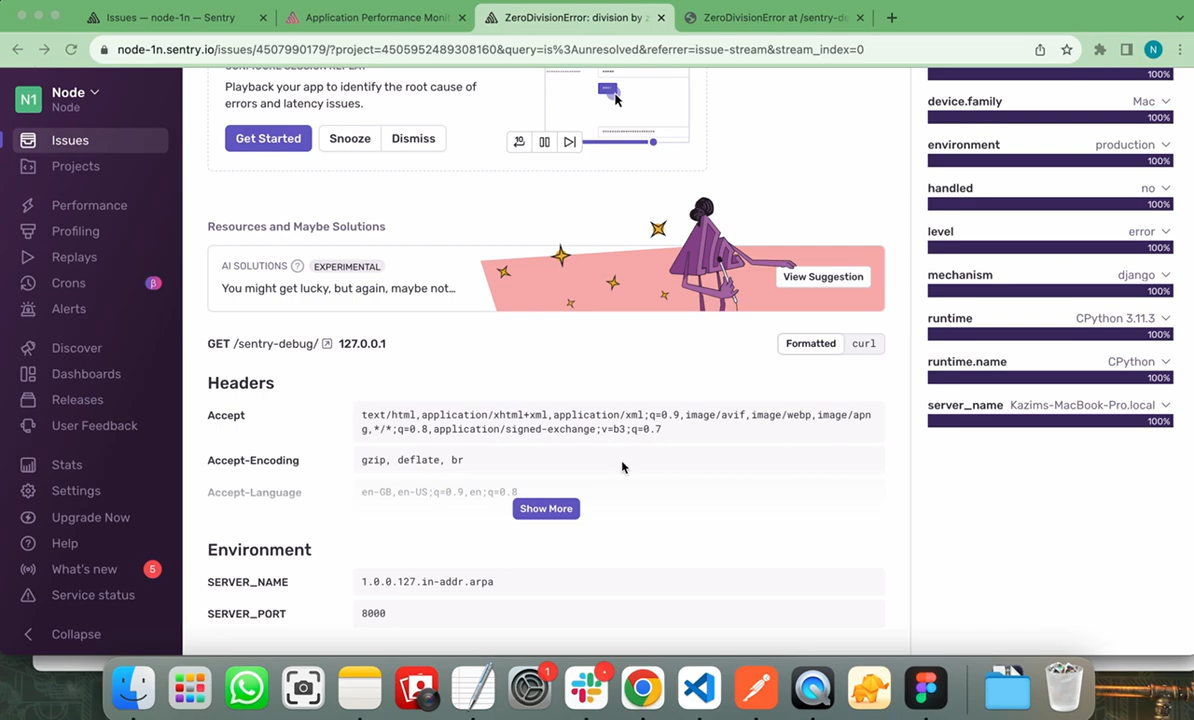 Issues — node-1n — Sentry
Application Performance Moni
ZeroDivisionError: division by z
ZeroDivisionError at /sentry-de
node-1n.sentry.io/issues/4507990179/?project=4505952489308160&query=is%3Aunresolved&referrer=issue-stream&stream_index=0
N
N1
Node
Node
Issues
Projects
Performance
Profiling
Replays
Crons
β
Alerts
Discover
Dashboards
Releases
User Feedback
Stats
Settings
Upgrade Now
Help
What's new
5
Service status
Collapse
Playback your app to identify the root cause of
errors and latency issues.
Get Started
Snooze
Dismiss
10
Resources and Maybe Solutions
AI SOLUTIONS ? EXPERIMENTAL
You might get lucky, but again, maybe not…
View Suggestion
GET /sentry-debug/ 127.0.0.1
Formatted
curl
Headers
Accept
text/html,application/xhtml+xml,application/xml;q=0.9,image/avif,image/webp,image/apn
g,*/*;q=0.8,application/signed-exchange;v=b3;q=0.7
Accept-Encoding
gzip, deflate, br
Accept-Language
en-GB,en-US;q=0.9,en;q=0.8
Show More
Environment
SERVER_NAME
1.0.0.127.in-addr.arpa
SERVER_PORT
8000
100%
device.family
Mac
100%
environment
production
100%
handled
no
100%
level
error
100%
mechanism
django
100%
runtime
CPython 3.11.3
100%
runtime.name
CPython
100%
server_name
Kazims-MacBook-Pro.local
100%
1